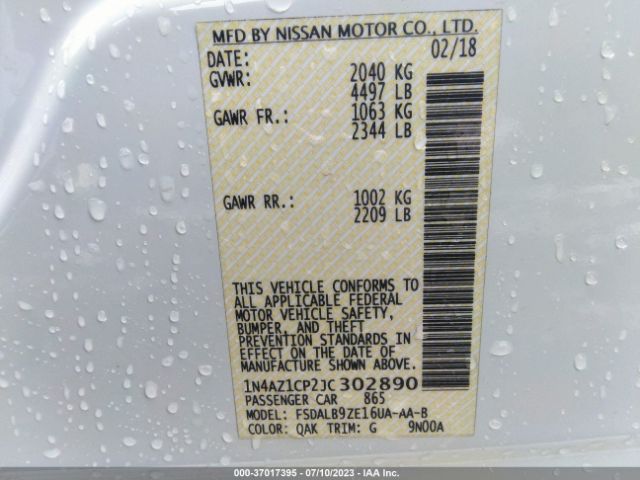 MFD BY NISSAN MOTOR CO., LTD.
DATE: 02/18
GVWR: 2040 KG
4497 LB
GAWR FR.: 1063 KG
2344 LB
GAWR RR.: 1002 KG
2209 LB
THIS VEHICLE CONFORMS TO
ALL APPLICABLE FEDERAL
MOTOR VEHICLE SAFETY,
BUMPER, AND THEFT
PREVENTION STANDARDS IN
EFFECT ON THE DATE OF
MANUFACTURE SHOWN ABOVE.
1N4AZ1CP2JC302890
PASSENGER CAR 865
MODEL: FSDALB9ZE16UA-AA-B
COLOR: QAK TRIM: G 9N00A
000-37017395 - 07/10/2023 - IAA Inc.